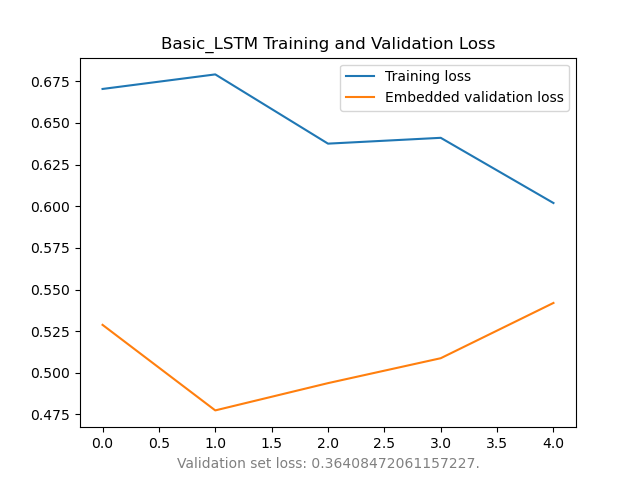 Basic_LSTM Training and Validation Loss
Training loss
Embedded validation loss
0.675
0.650
0.625
0.600
0.575
0.550
0.525
0.500
0.475
0.0 0.5 1.0 1.5 2.0 2.5 3.0 3.5 4.0
Validation set loss: 0.36408472061157227.